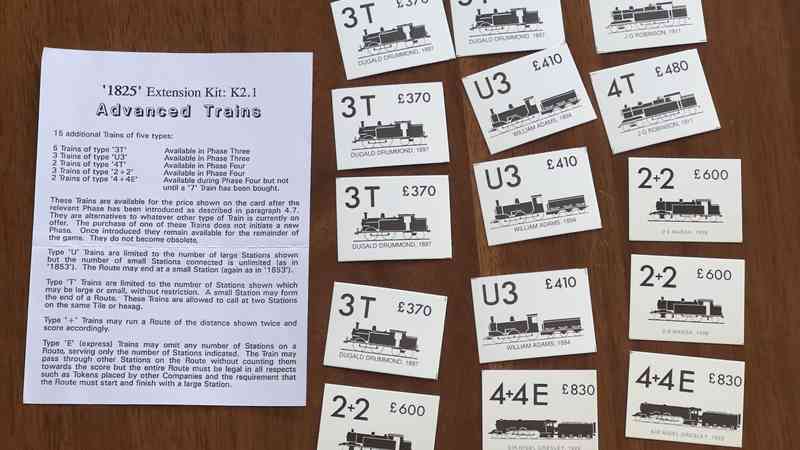 '1825' Extension Kit: K2.1
Advanced Trains
15 additional Trains of five types:
5 Trains of type "3T" Available in Phase Three
3 Trains of type "U3" Available in Phase Three
2 Trains of type "4T" Available in Phase Four
3 Trains of type "2+2" Available in Phase Four
2 Trains of type "4+4E" Available during Phase Four but not
until a "7" Train has been bought.
These Trains are available for the price shown on the card after the
relevant Phase has been introduced as described in paragraph 4.7.
They are alternatives to whatever other type of Train is currently on
offer. The purchase of one of these Trains does not initiate a new
Phase. Once introduced they remain available for the remainder of
the game. They do not become obsolete.
Type "U" Trains are limited to the number of large Stations shown
but the number of small Stations connected is unlimited (as in
'1853'). The Route may end at a small Station (again as in '1853').
Type "T" Trains are limited to the number of Stations shown which
may be large or small, without restriction. A small Station may form
the end of a Route. These Trains are allowed to call at two Stations
on the same Tile or hexag.
Type "+" Trains may run a Route of the distance shown twice and
score accordingly.
Type "E" (express) Trains may omit any number of Stations on a
Route, serving only the number of Stations indicated. The Train may
pass through other Stations on the Route without counting them
towards the score but the entire Route must be legal in all respects
such as Tokens placed by other Companies and the requirement that
the Route must start and finish with a large Station.
3T £370
DUGALD DRUMMOND, 1897
3T £370
DUGALD DRUMMOND, 1897
3T £370
DUGALD DRUMMOND, 1897
3T £370
DUGALD DRUMMOND, 1897
2+2 £600
DUGALD DRUMMOND, 1897
U3 £410
WILLIAM ADAMS, 1894
U3 £410
WILLIAM ADAMS, 1894
U3 £410
WILLIAM ADAMS, 1894
4+4E £830
SIR NIGEL GRESLEY, 1922
J G ROBINSON, 1911
4T £480
J G ROBINSON, 1911
2+2 £600
2+2 £600
4+4E £830
SIR NIGEL GRESLEY, 1922